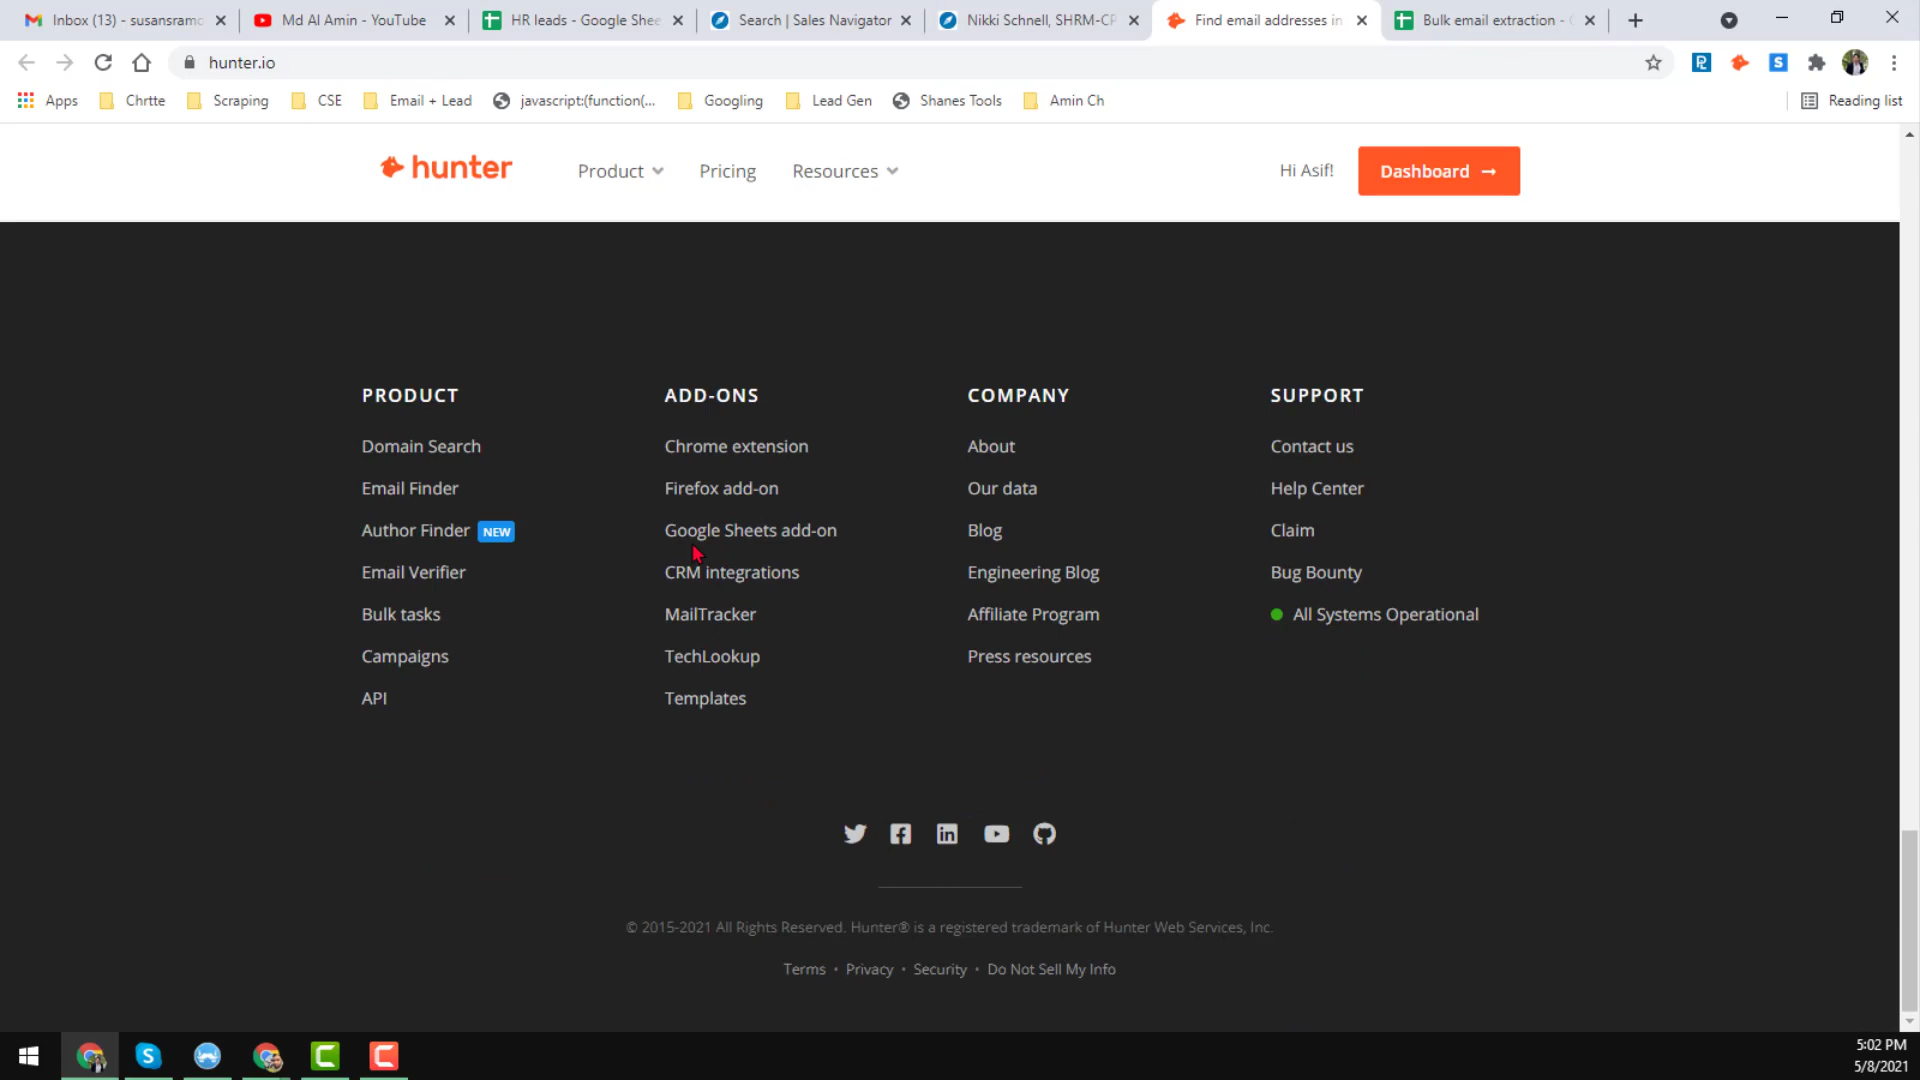 Inbox (13) - susansramo
Md Al Amin - YouTube
HR leads - Google Shee
Search | Sales Navigator
Nikki Schnell, SHRM-CP
Find email addresses in
Bulk email extraction -
hunter.io
Apps
Chrtte
Scraping
CSE
Email + Lead
javascript:(function(...
Googling
Lead Gen
Shanes Tools
Amin Ch
Reading list
hunter
Product
Pricing
Resources
Hi Asif!
Dashboard →
PRODUCT
Domain Search
Email Finder
Author Finder NEW
Email Verifier
Bulk tasks
Campaigns
API
ADD-ONS
Chrome extension
Firefox add-on
Google Sheets add-on
CRM integrations
MailTracker
TechLookup
Templates
COMPANY
About
Our data
Blog
Engineering Blog
Affiliate Program
Press resources
SUPPORT
Contact us
Help Center
Claim
Bug Bounty
All Systems Operational
© 2015-2021 All Rights Reserved. Hunter® is a registered trademark of Hunter Web Services, Inc.
Terms • Privacy • Security • Do Not Sell My Info
5:02 PM
5/8/2021